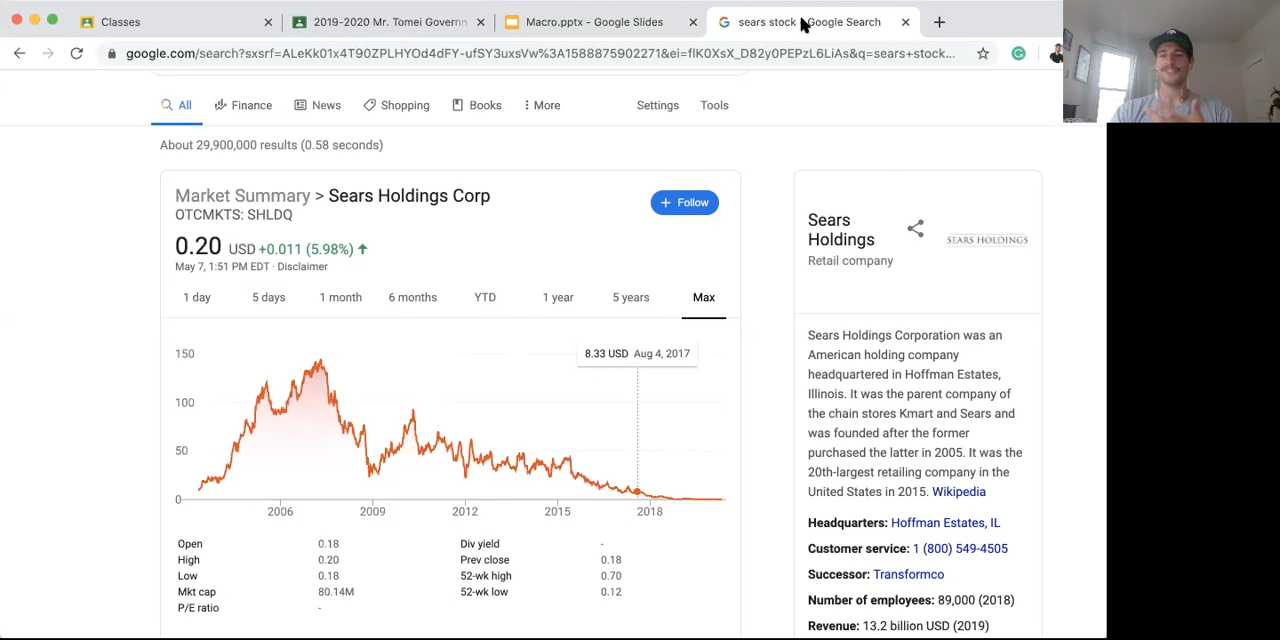 Classes
2019-2020 Mr. Tomei Governm
Macro.pptx - Google Slides
sears stock - Google Search
google.com/search?sxsrf=ALeKk01x4T90ZPLHYOd4dFY-ufSY3uxsVw%3A1588875902271&ei=flK0XsX_D82y0PEPzL6LiAs&q=sears+stock...
All
Finance
News
Shopping
Books
More
Settings
Tools
About 29,900,000 results (0.58 seconds)
Market Summary > Sears Holdings Corp
OTCMKTS: SHLDQ
Follow
0.20 USD +0.011 (5.98%)
May 7, 1:51 PM EDT · Disclaimer
1 day
5 days
1 month
6 months
YTD
1 year
5 years
Max
8.33 USD Aug 4, 2017
150
100
50
0
2006
2009
2012
2015
2018
Open 0.18
High 0.20
Low 0.18
Mkt cap 80.14M
P/E ratio -
Div yield -
Prev close 0.18
52-wk high 0.70
52-wk low 0.12
Sears
Holdings
Retail company
SEARS HOLDINGS
Sears Holdings Corporation was an
American holding company
headquartered in Hoffman Estates,
Illinois. It was the parent company of
the chain stores Kmart and Sears and
was founded after the former
purchased the latter in 2005. It was the
20th-largest retailing company in the
United States in 2015. Wikipedia
Headquarters: Hoffman Estates, IL
Customer service: 1 (800) 549-4505
Successor: Transformco
Number of employees: 89,000 (2018)
Revenue: 13.2 billion USD (2019)